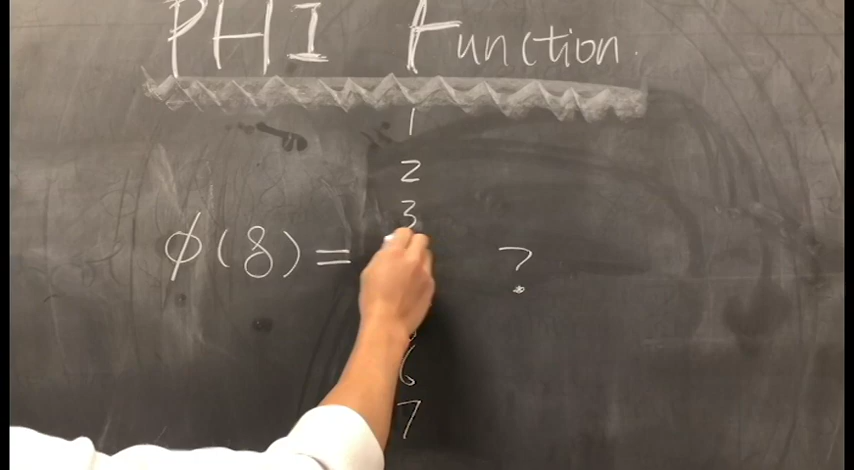 PHI Function.
1
2
3
φ(8) = ?
6
7